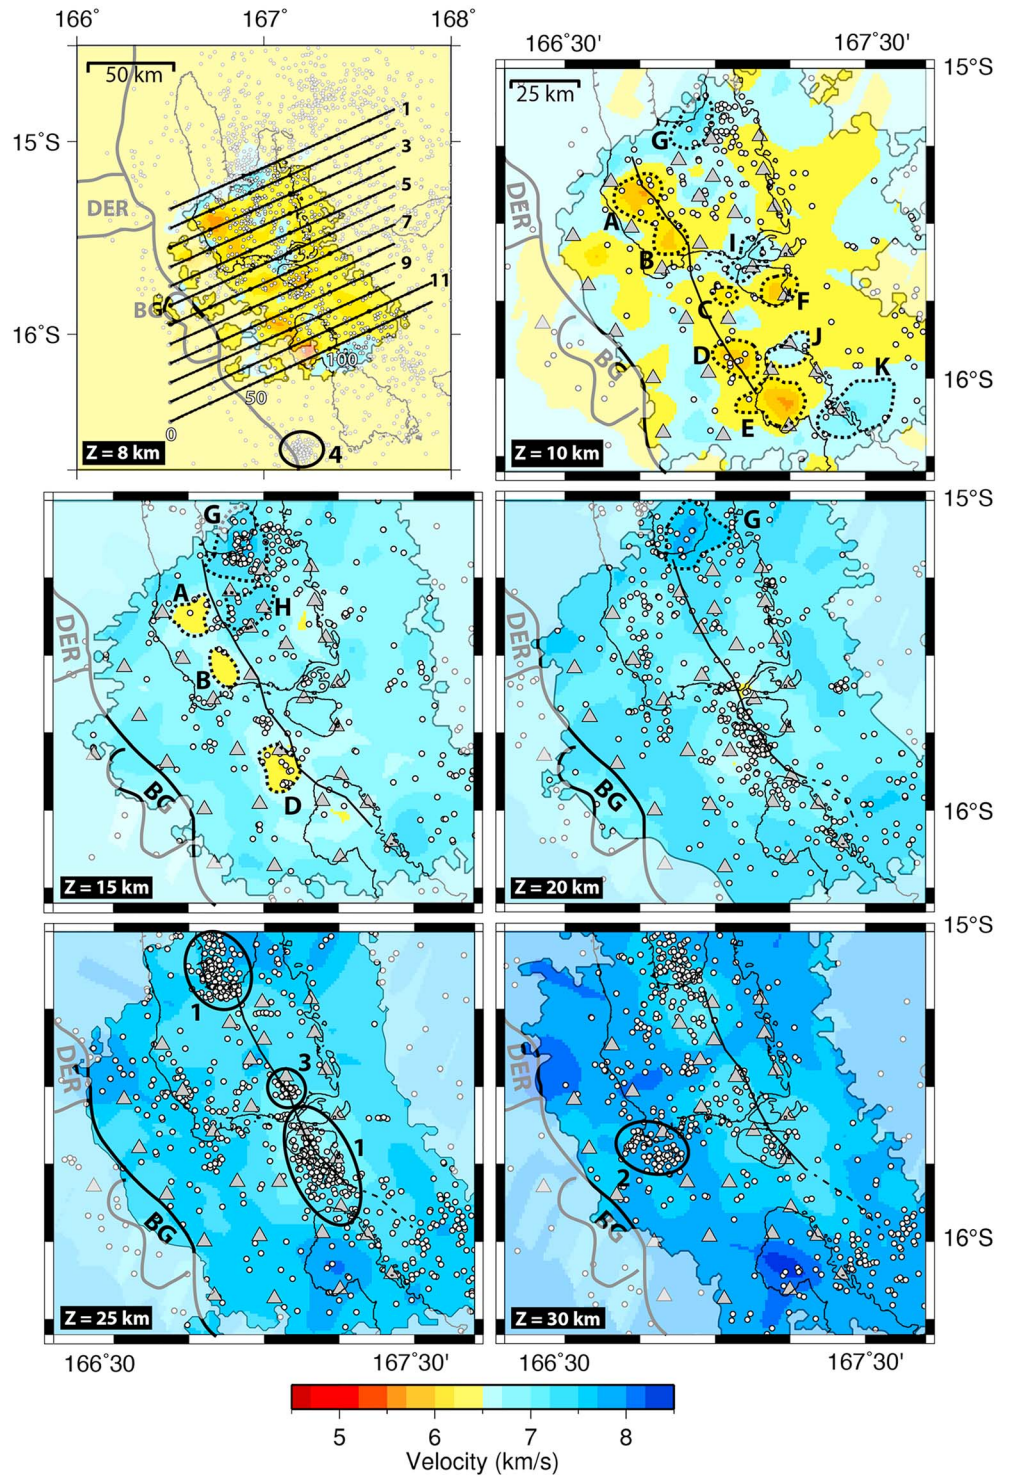 166° 167° 168°
166˚30' 167˚30'
50 km
1
3
15°S
5
DER
7
9
11
BG
16°S
100
50
0
Z = 8 km
4
15°S
25 km
G
DER
A
I
B
C
F
J
D
K
16°S
BG
E
Z = 10 km
G
A
H
DER
B
BG
D
Z = 15 km
15°S
G
DER
BG
16°S
Z = 20 km
1
3
DER
1
BG
Z = 25 km
15°S
DER
2
BG
16°S
Z = 30 km
166˚30 167˚30'
166˚30' 167˚30'
5 6 7 8
Velocity (km/s)